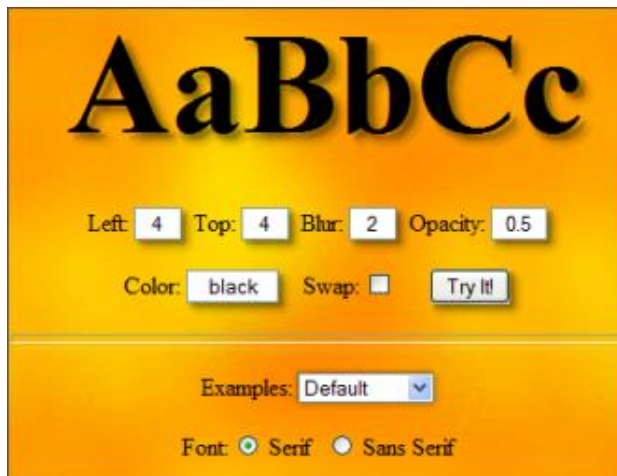 AaBbCc
Left: 4 Top: 4 Blur: 2 Opacity: 0.5
Color: black Swap: Try It!
Examples: Default
Font: Serif Sans Serif